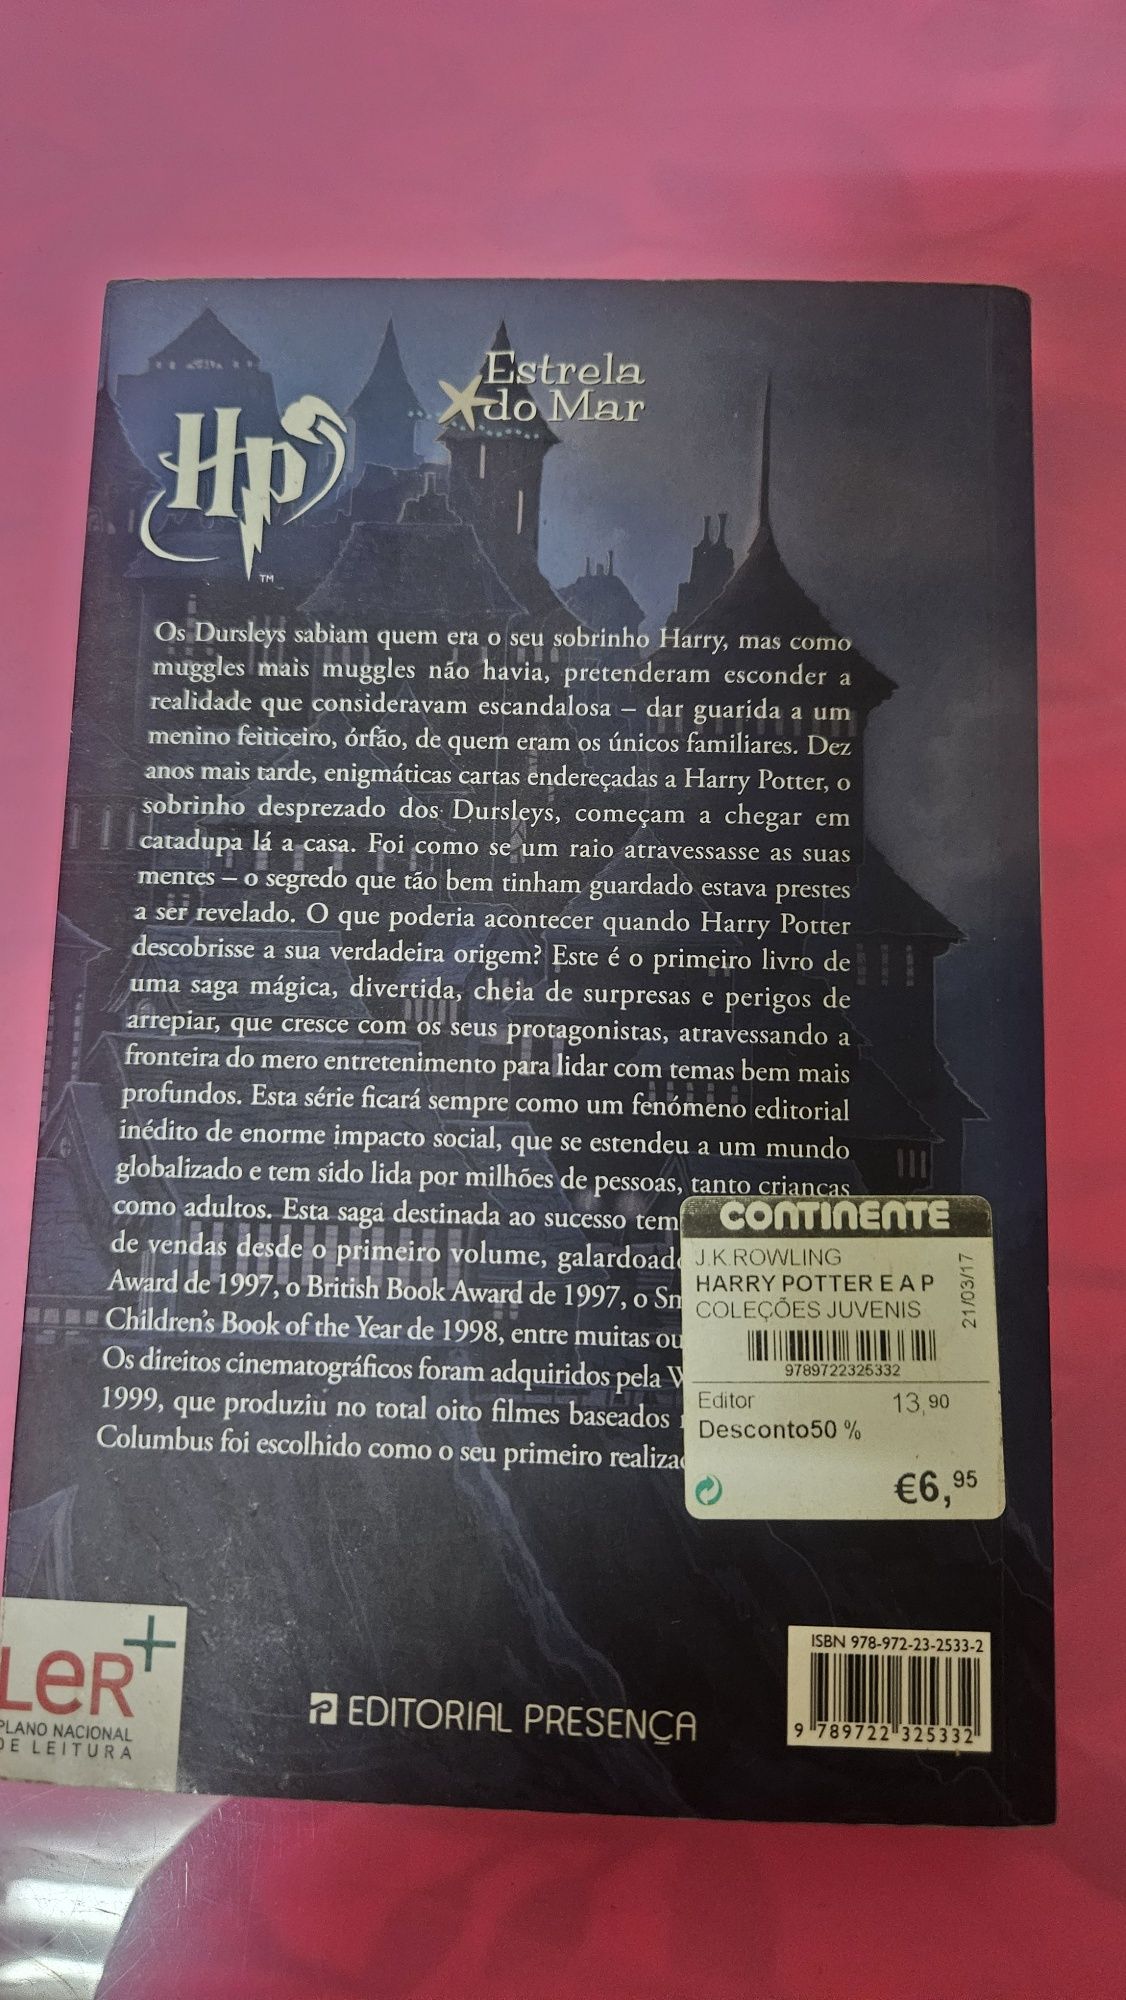 Estrela
do Mar
HP
TM
Os Dursleys sabiam quem era o seu sobrinho Harry, mas como
muggles mais muggles não havia, pretenderam esconder a
realidade que consideravam escandalosa – dar guarida a um
menino feiticeiro, órfão, de quem eram os únicos familiares. Dez
anos mais tarde, enigmáticas cartas endereçadas a Harry Potter, o
sobrinho desprezado dos Dursleys, começam a chegar em
catadupa lá a casa. Foi como se um raio atravessasse as suas
mentes – o segredo que tão bem tinham guardado estava prestes
a ser revelado. O que poderia acontecer quando Harry Potter
descobrisse a sua verdadeira origem? Este é o primeiro livro de
uma saga mágica, divertida, cheia de surpresas e perigos de
arrepiar, que cresce com os seus protagonistas, atravessando a
fronteira do mero entretenimento para lidar com temas bem mais
profundos. Esta série ficará sempre como um fenómeno editorial
inédito de enorme impacto social, que se estendeu a um mundo
globalizado e tem sido lida por milhões de pessoas, tanto crianças
como adultos. Esta saga destinada ao sucesso tem
de vendas desde o primeiro volume,
Award de 1997, o British Book Award de 1997, o
Children's Book of the Year de 1998, entre muitas
Os direitos cinematográficos foram adquiridos pela
1999, que produziu no total oito filmes baseados
Columbus foi escolhido como o seu primeiro
CONTINENTE
J.K.ROWLING
HARRY POTTER E A P
COLEÇÕES JUVENIS
21/03/17
9789722325332
Editor 13,90
Desconto50 %
€6,95
LeR+
PLANO NACIONAL
DE LEITURA
EDITORIAL PRESENÇA
ISBN 978-972-23-2533-2
9 789722 325332